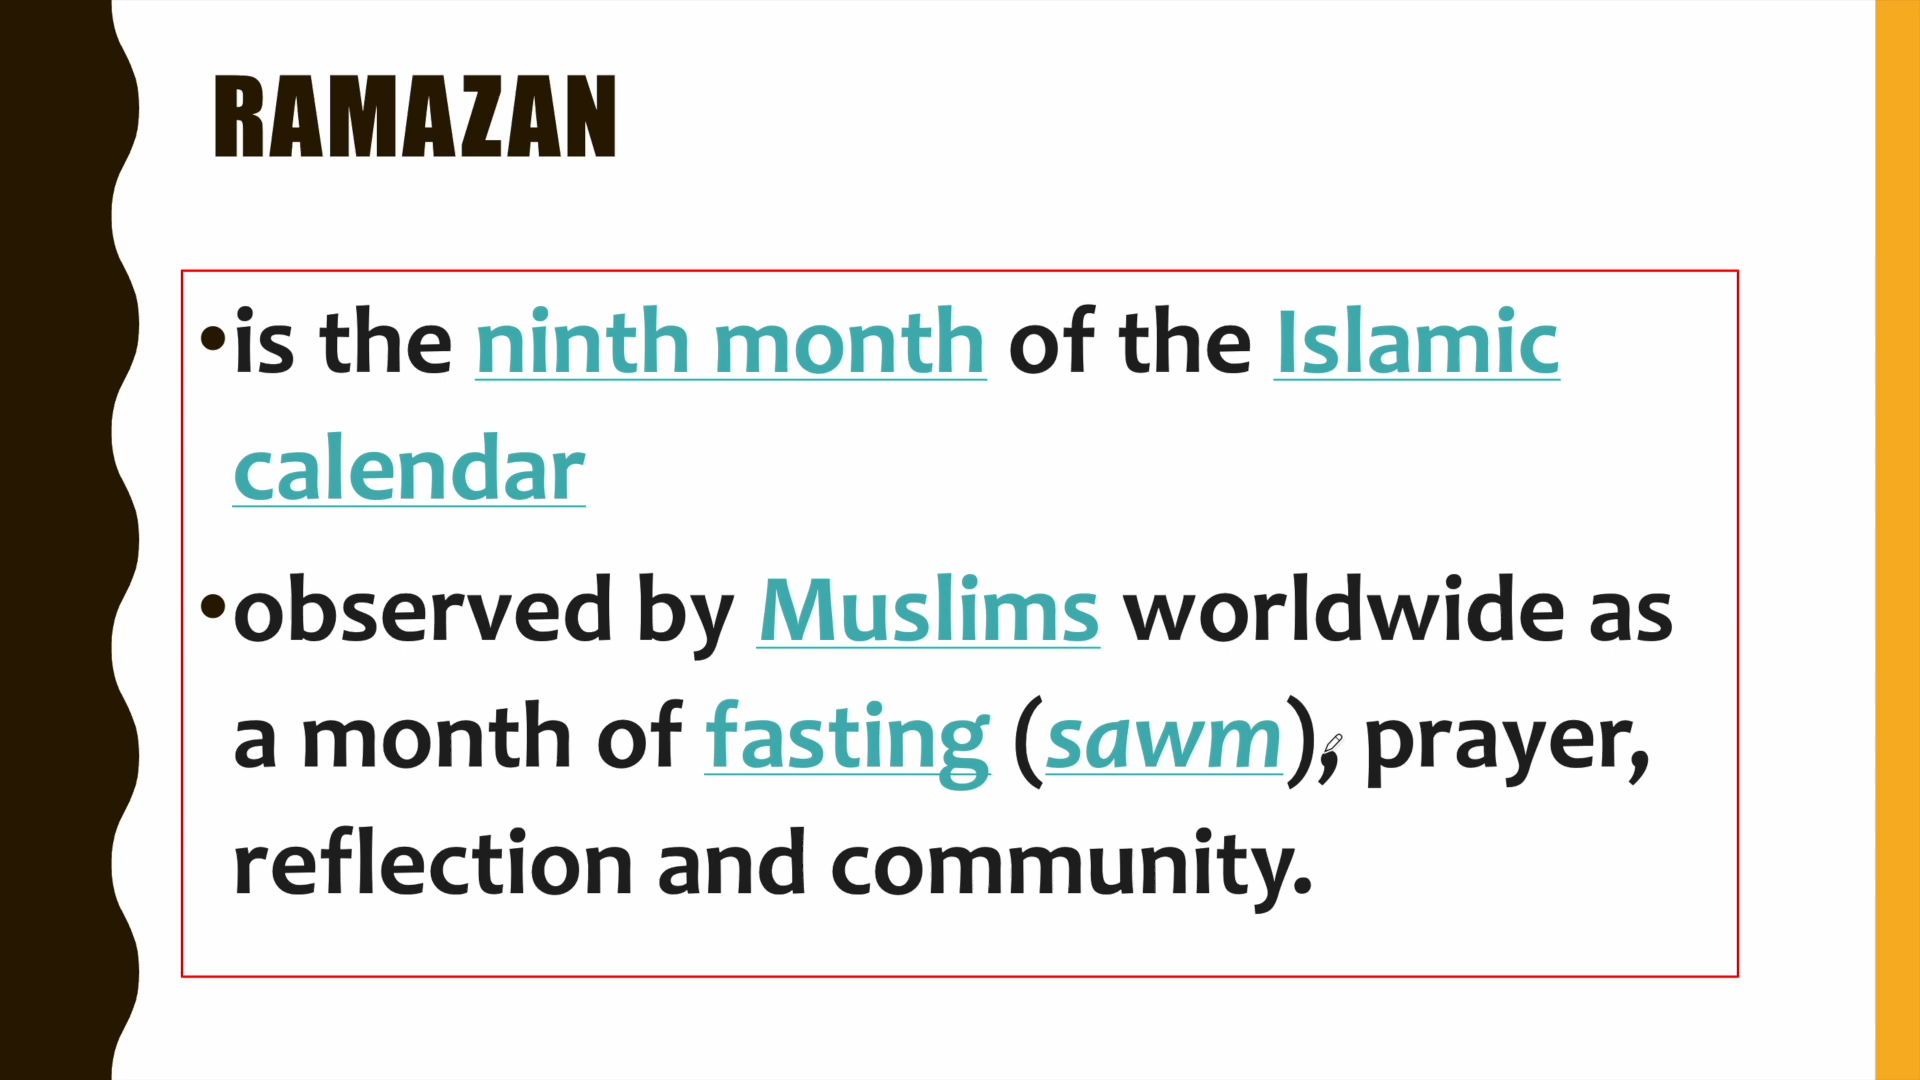 RAMAZAN
•is the ninth month of the Islamic
calendar
•observed by Muslims worldwide as
a month of fasting (sawm), prayer,
reflection and community.